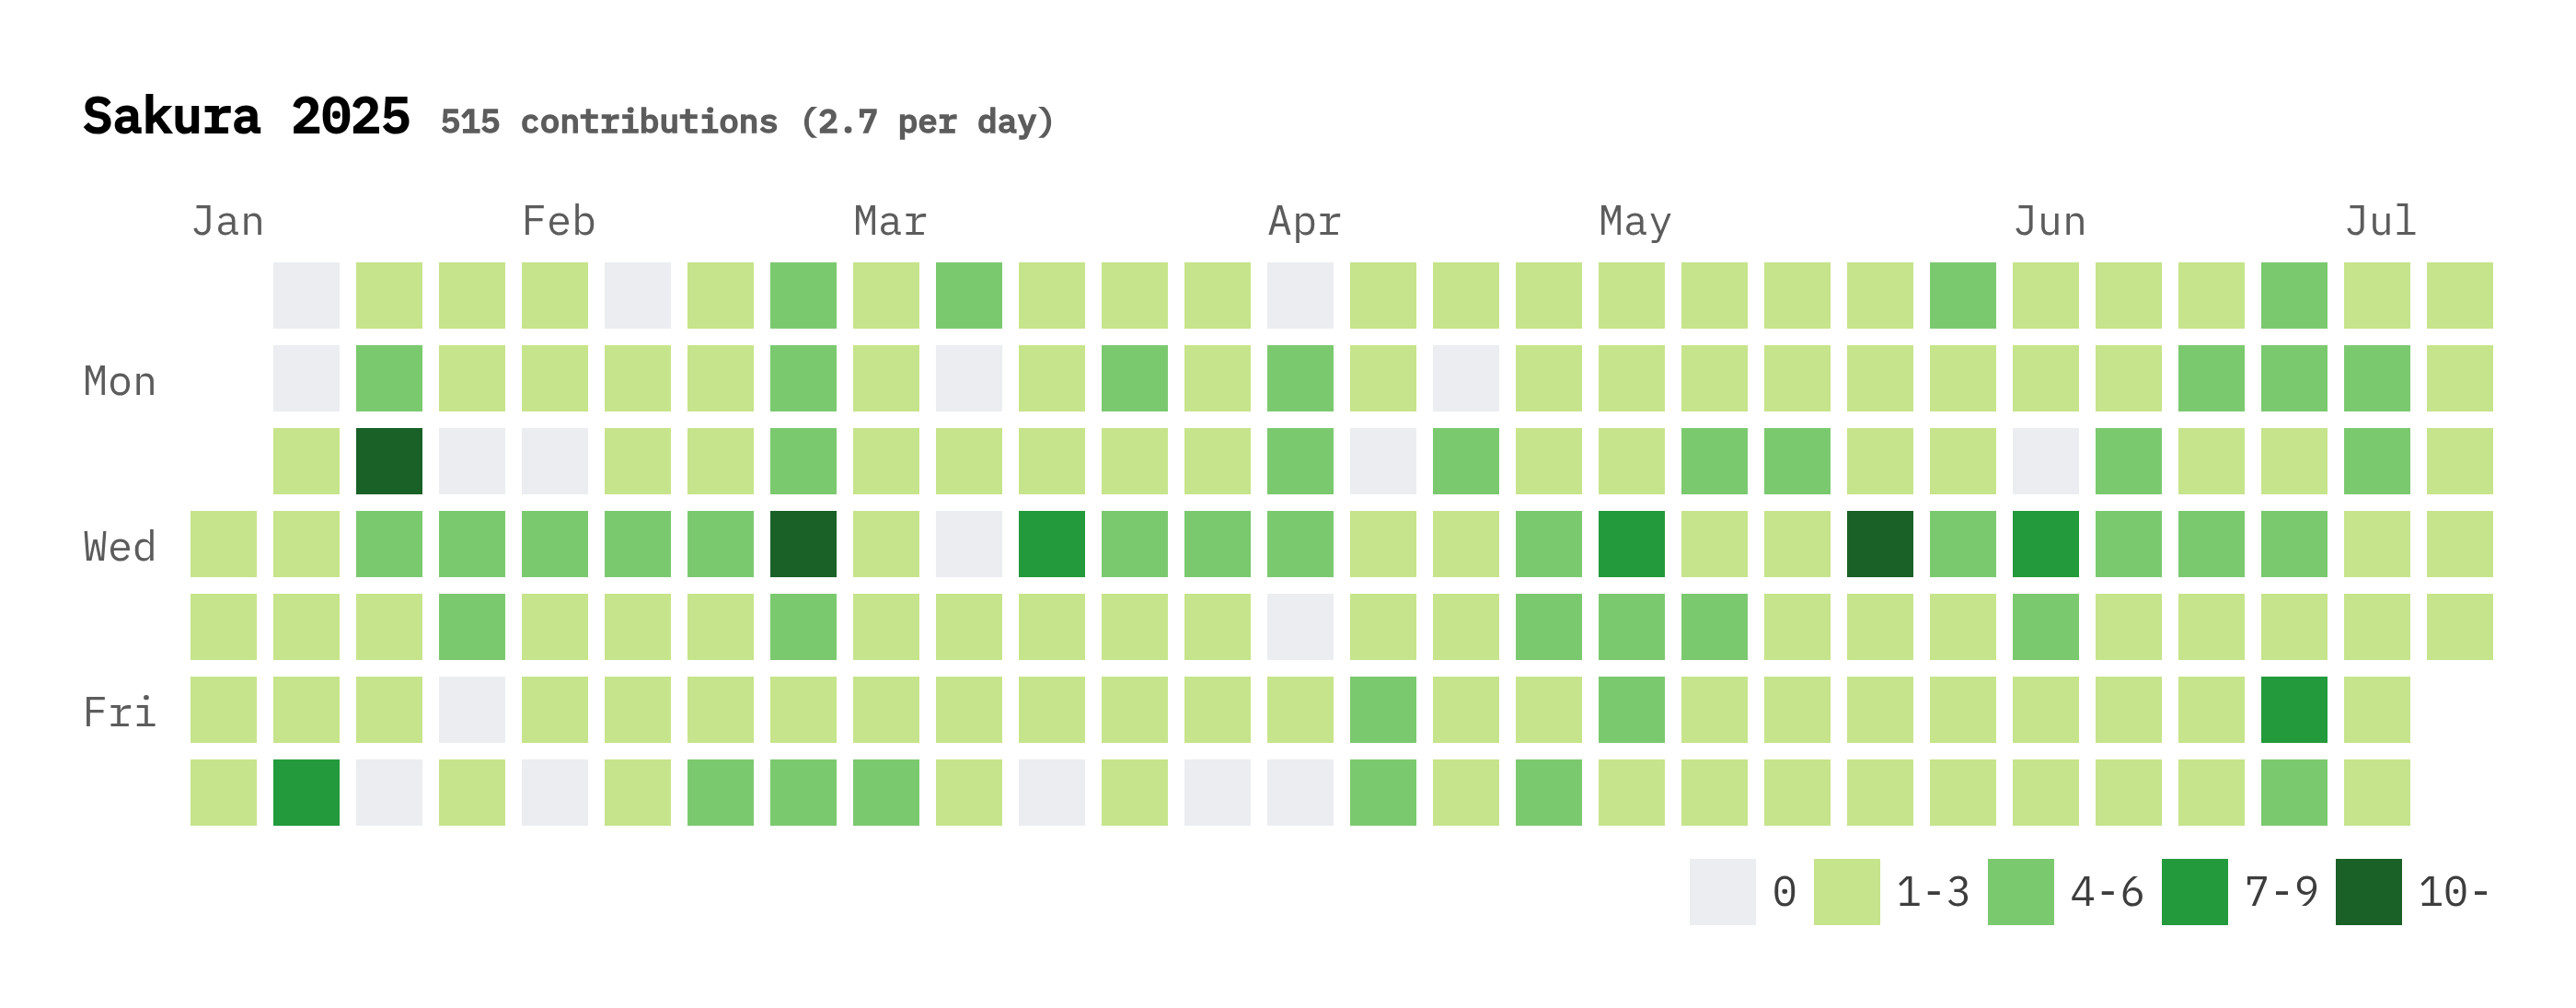 Sakura 2025 515 contributions (2.7 per day)
Jan Feb Mar Apr May Jun Jul
Mon
Wed
Fri
0 1-3 4-6 7-9 10-